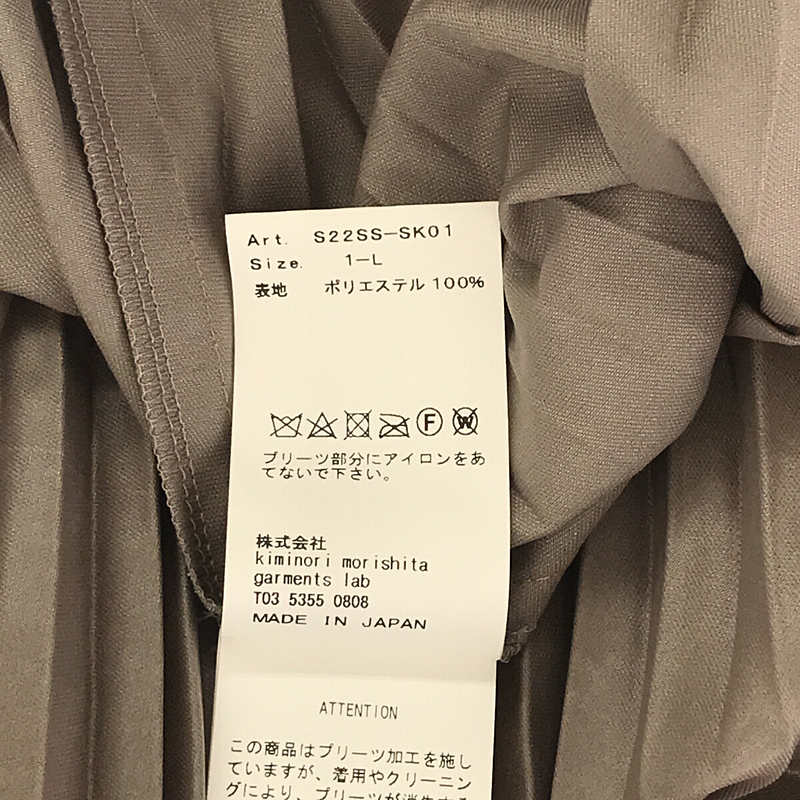 Art. S22SS-SK01
Size. 1-L
表地 ポリエステル100%
F W
プリーツ部分にアイロンをあ
てないで下さい。
株式会社
kiminori morishita
garments lab
T03 5355 0808
MADE IN JAPAN
ATTENTION
この商品はプリーツ加工を施し
ていますが、着用やクリーニン
グにより、プリーツが消失する